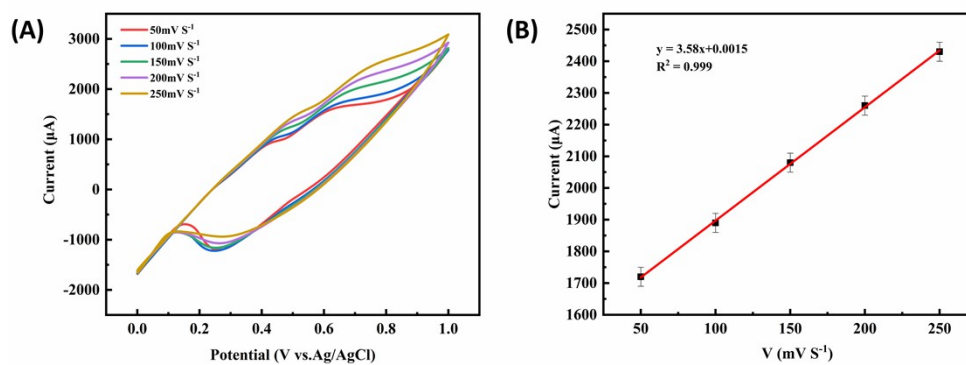 (A)
50mV S⁻¹
100mV S⁻¹
150mV S⁻¹
200mV S⁻¹
250mV S⁻¹
3000
2000
1000
0
-1000
-2000
Current (µA)
0.0 0.2 0.4 0.6 0.8 1.0
Potential (V vs.Ag/AgCl)
(B)
y = 3.58x+0.0015
R² = 0.999
2500
2400
2300
2200
2100
2000
1900
1800
1700
1600
Current (µA)
50 100 150 200 250
V (mV S⁻¹)